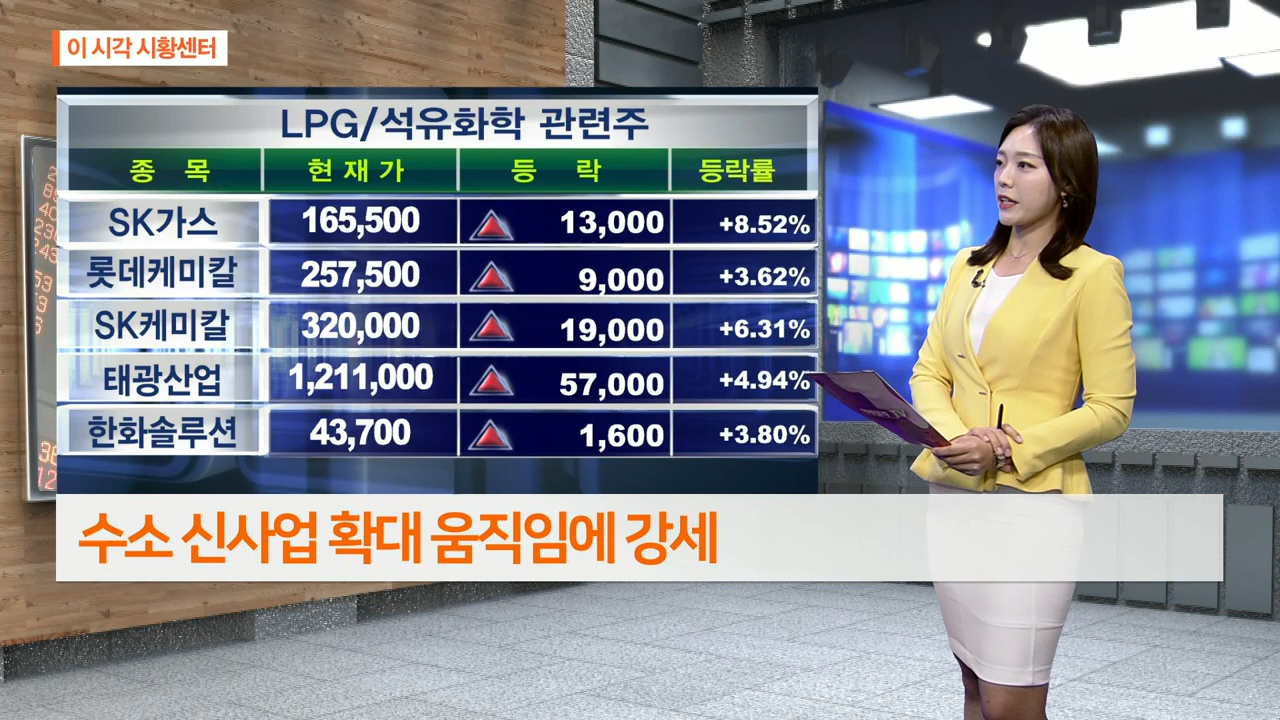 이 시각 시황센터
LPG/석유화학 관련주
종 목 현 재 가 등 락 등락률
SK가스 165,500 ▲ 13,000 +8.52%
롯데케미칼 257,500 ▲ 9,000 +3.62%
SK케미칼 320,000 ▲ 19,000 +6.31%
태광산업 1,211,000 ▲ 57,000 +4.94%
한화솔루션 43,700 ▲ 1,600 +3.80%
수소 신사업 확대 움직임에 강세